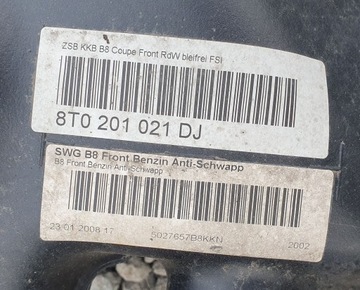 ZSB KKB B8 Coupe Front RdW bleifrei FSI
8T0 201 021 DJ
SWG B8 Front Benzin Anti-Schwapp
B8 Front Benzin Anti-Schwapp
23 01 2008 17
S027657B8KKN
2002